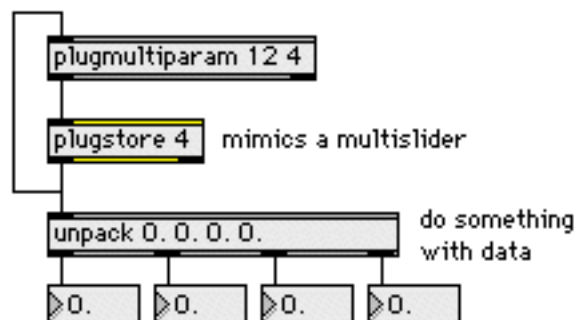 plugmultiparam 12 4
plugstore 4 mimics a multislider
unpack 0. 0. 0. 0. do something
with data
0. 0. 0. 0.